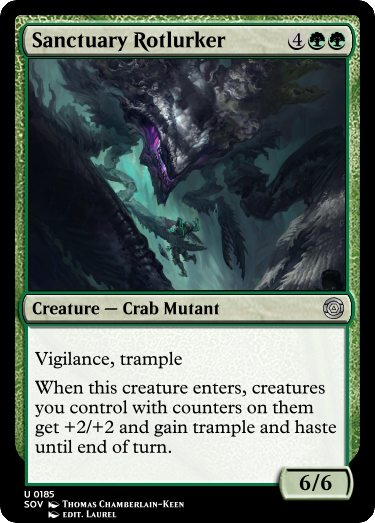 Sanctuary Rotlurker 4
Creature — Crab Mutant
Vigilance, trample
When this creature enters, creatures
you control with counters on them
get +2/+2 and gain trample and haste
until end of turn.
6/6
U 0185
SOV Thomas Chamberlain-Keen
edit. Laurel